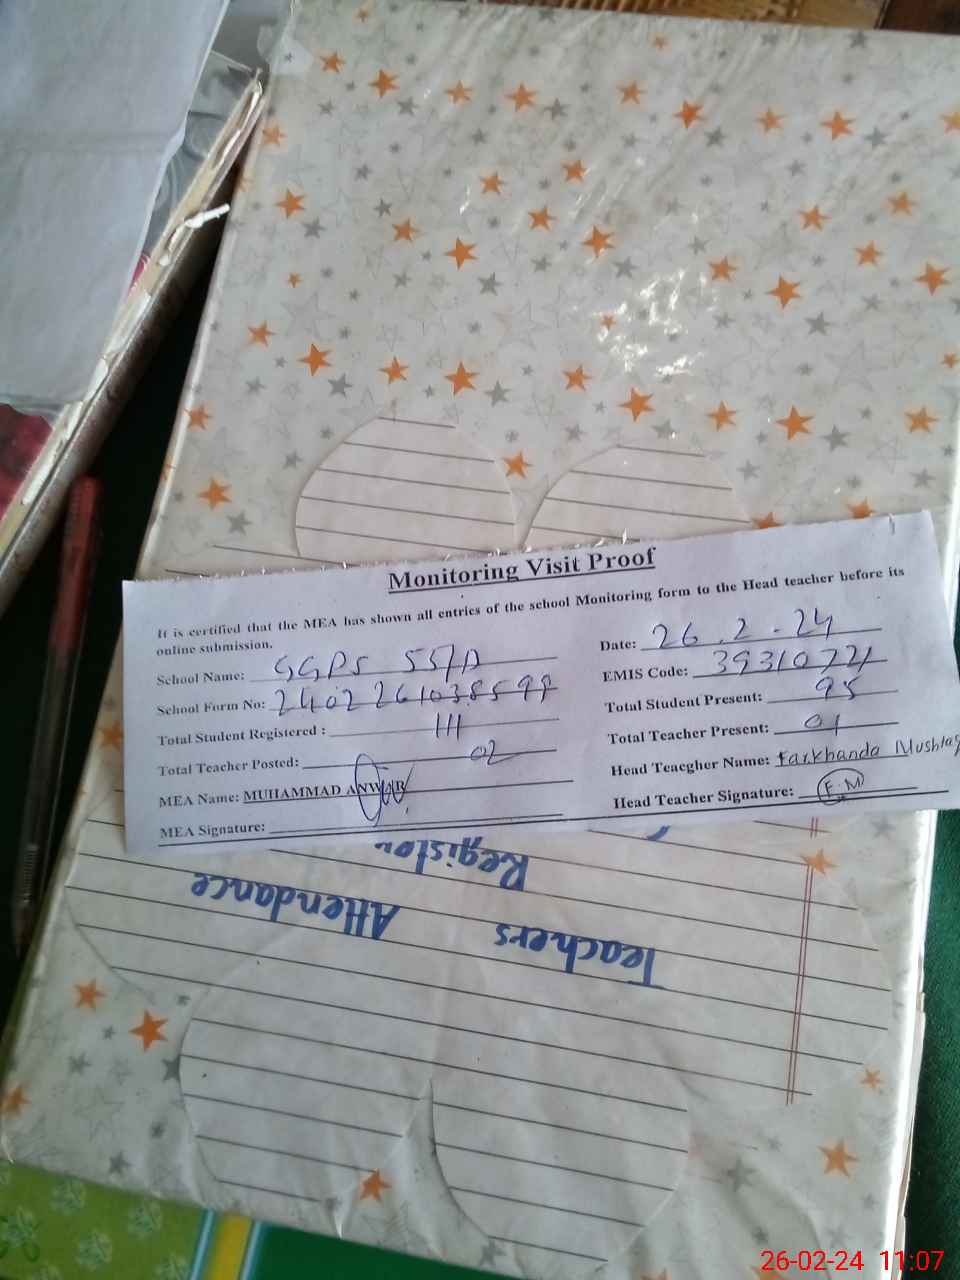 Monitoring Visit Proof
It is certified that the MEA has shown all entries of the school Monitoring form to the Head teacher before its
online submission.
School Name: GGPS 55/A
Date: 26.2.24
School Form No:
EMIS Code: 39310721
Total Student Registered : 111
Total Student Present: 95
Total Teacher Posted: 02
Total Teacher Present: 01
MEA Name: MUHAMMAD ANWAR
Head Teacgher Name: Farkhanda Mushtaq
MEA Signature:
Head Teacher Signature: F.M
Teachers
Attendance
Register
26-02-24 11:07